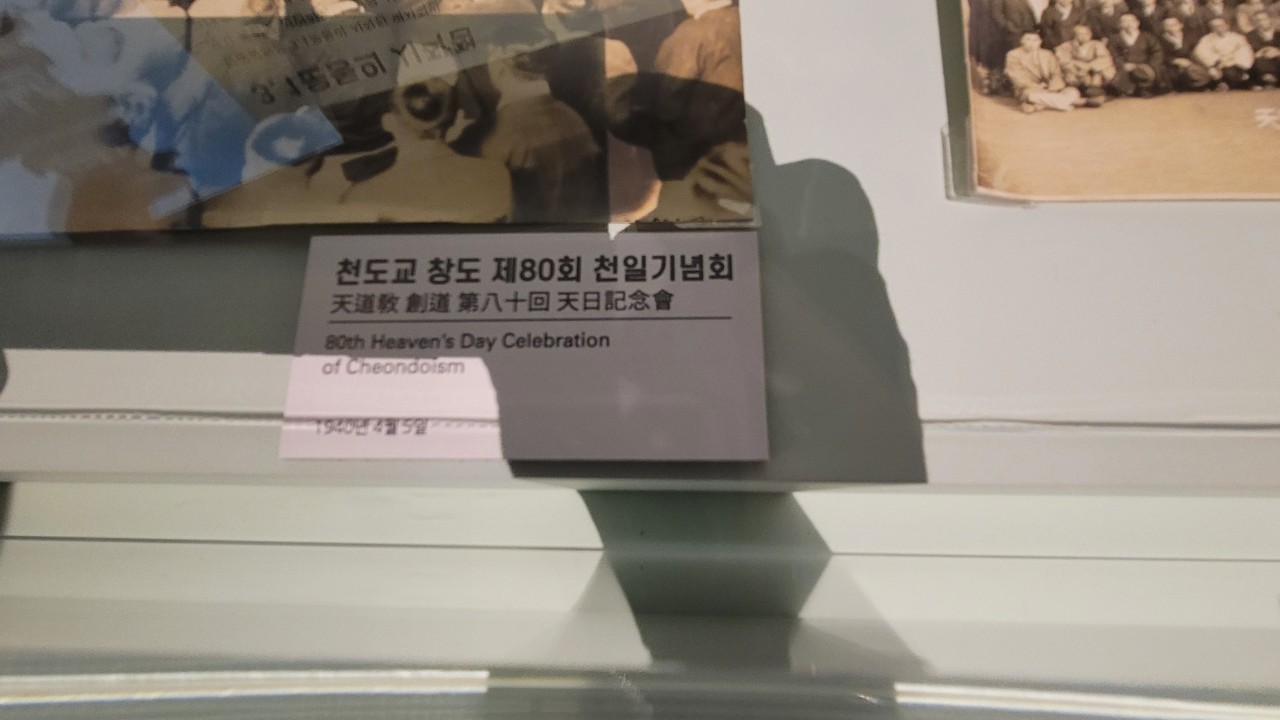 천도교 창도 제80회 천일기념회
天道敎 創道 第八十回 天日記念會
80th Heaven's Day Celebration
of Cheondoism
1940년 4월 5일